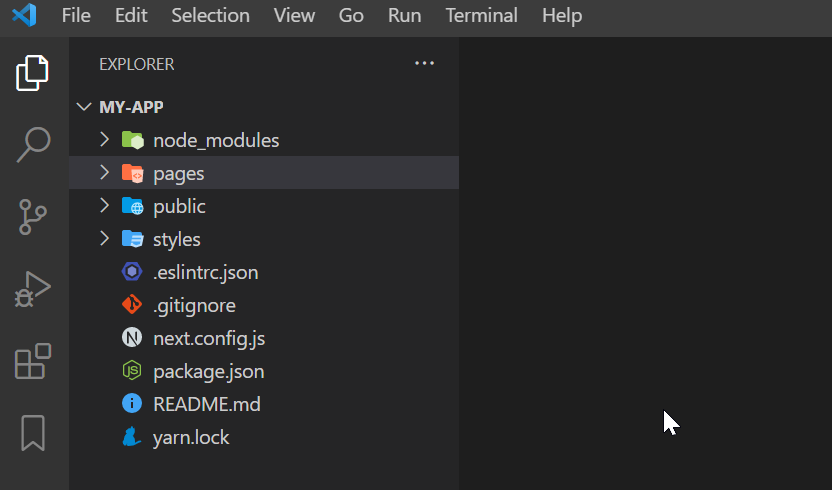 File Edit Selection View Go Run Terminal Help
EXPLORER
MY-APP
node_modules
pages
public
styles
.eslintrc.json
.gitignore
next.config.js
package.json
README.md
yarn.lock